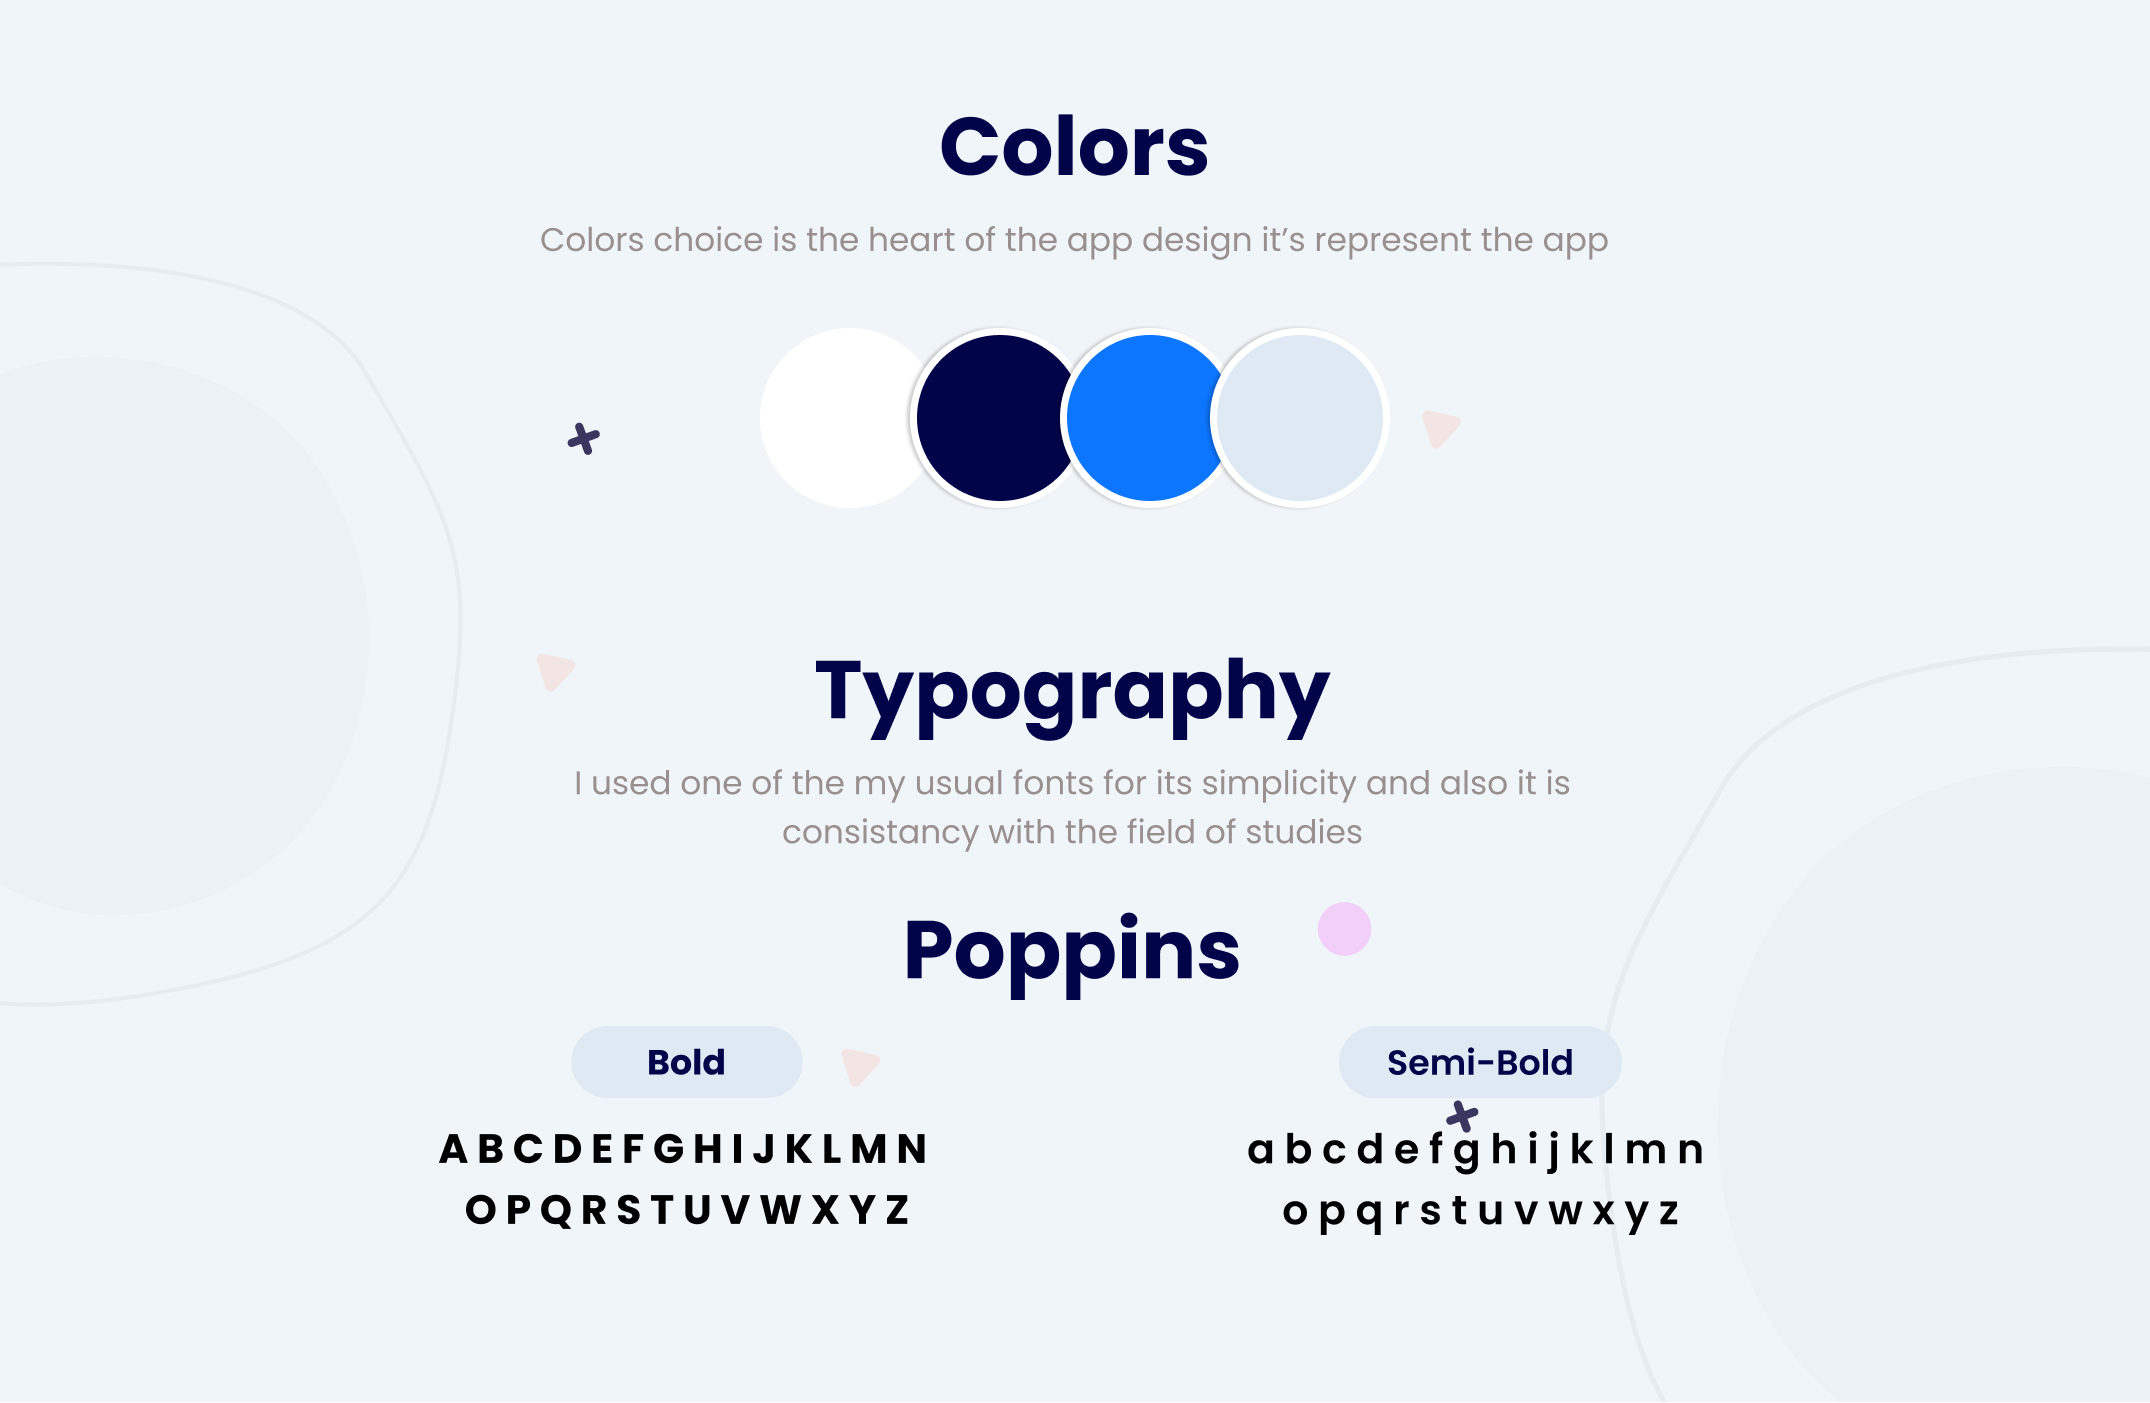 Colors
Colors choice is the heart of the app design it’s represent the app
Typography
I used one of the my usual fonts for its simplicity and also it is
consistancy with the field of studies
Poppins
Bold
A B C D E F G H I J K L M N
O P Q R S T U V W X Y Z
Semi-Bold
a b c d e f g h i j k l m n
o p q r s t u v w x y z